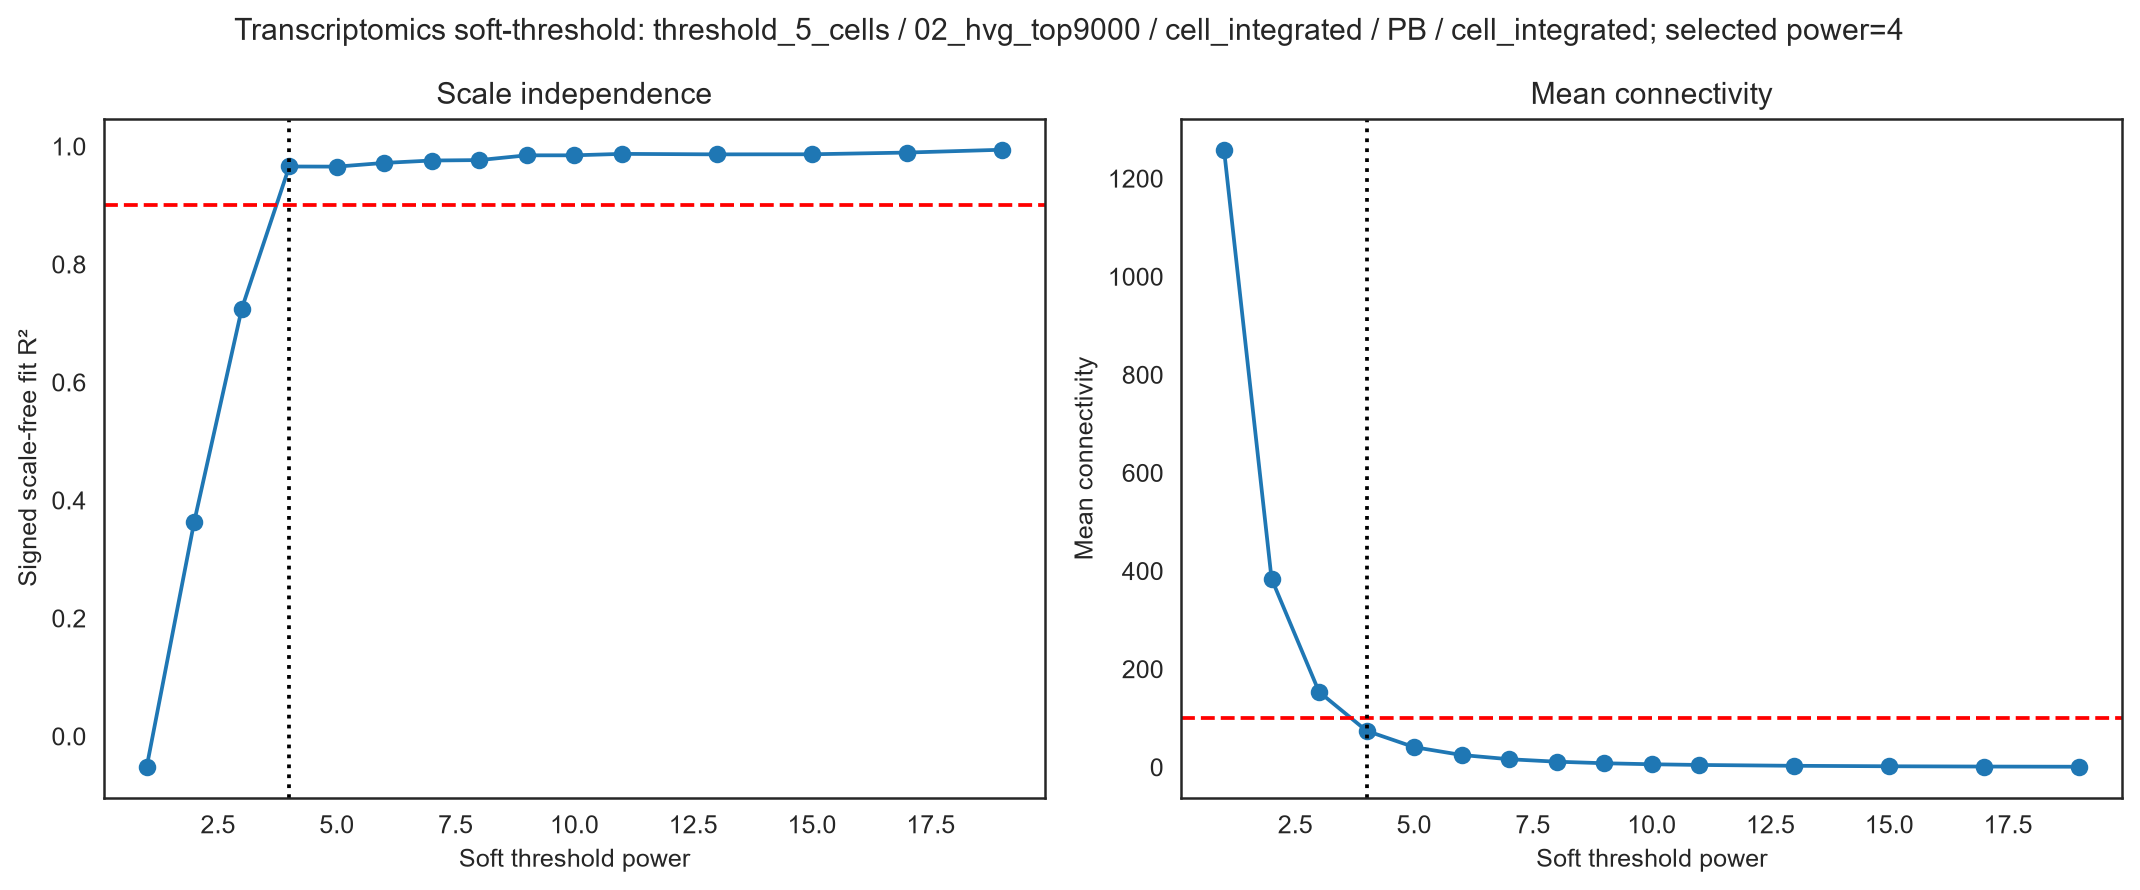 Transcriptomics soft-threshold: threshold_5_cells / 02_hvg_top9000 / cell_integrated / PB / cell_integrated; selected power=4
Scale independence
Signed scale-free fit R²
1.0
0.8
0.6
0.4
0.2
0.0
2.5 5.0 7.5 10.0 12.5 15.0 17.5
Soft threshold power
Mean connectivity
Mean connectivity
1200
1000
800
600
400
200
0
2.5 5.0 7.5 10.0 12.5 15.0 17.5
Soft threshold power